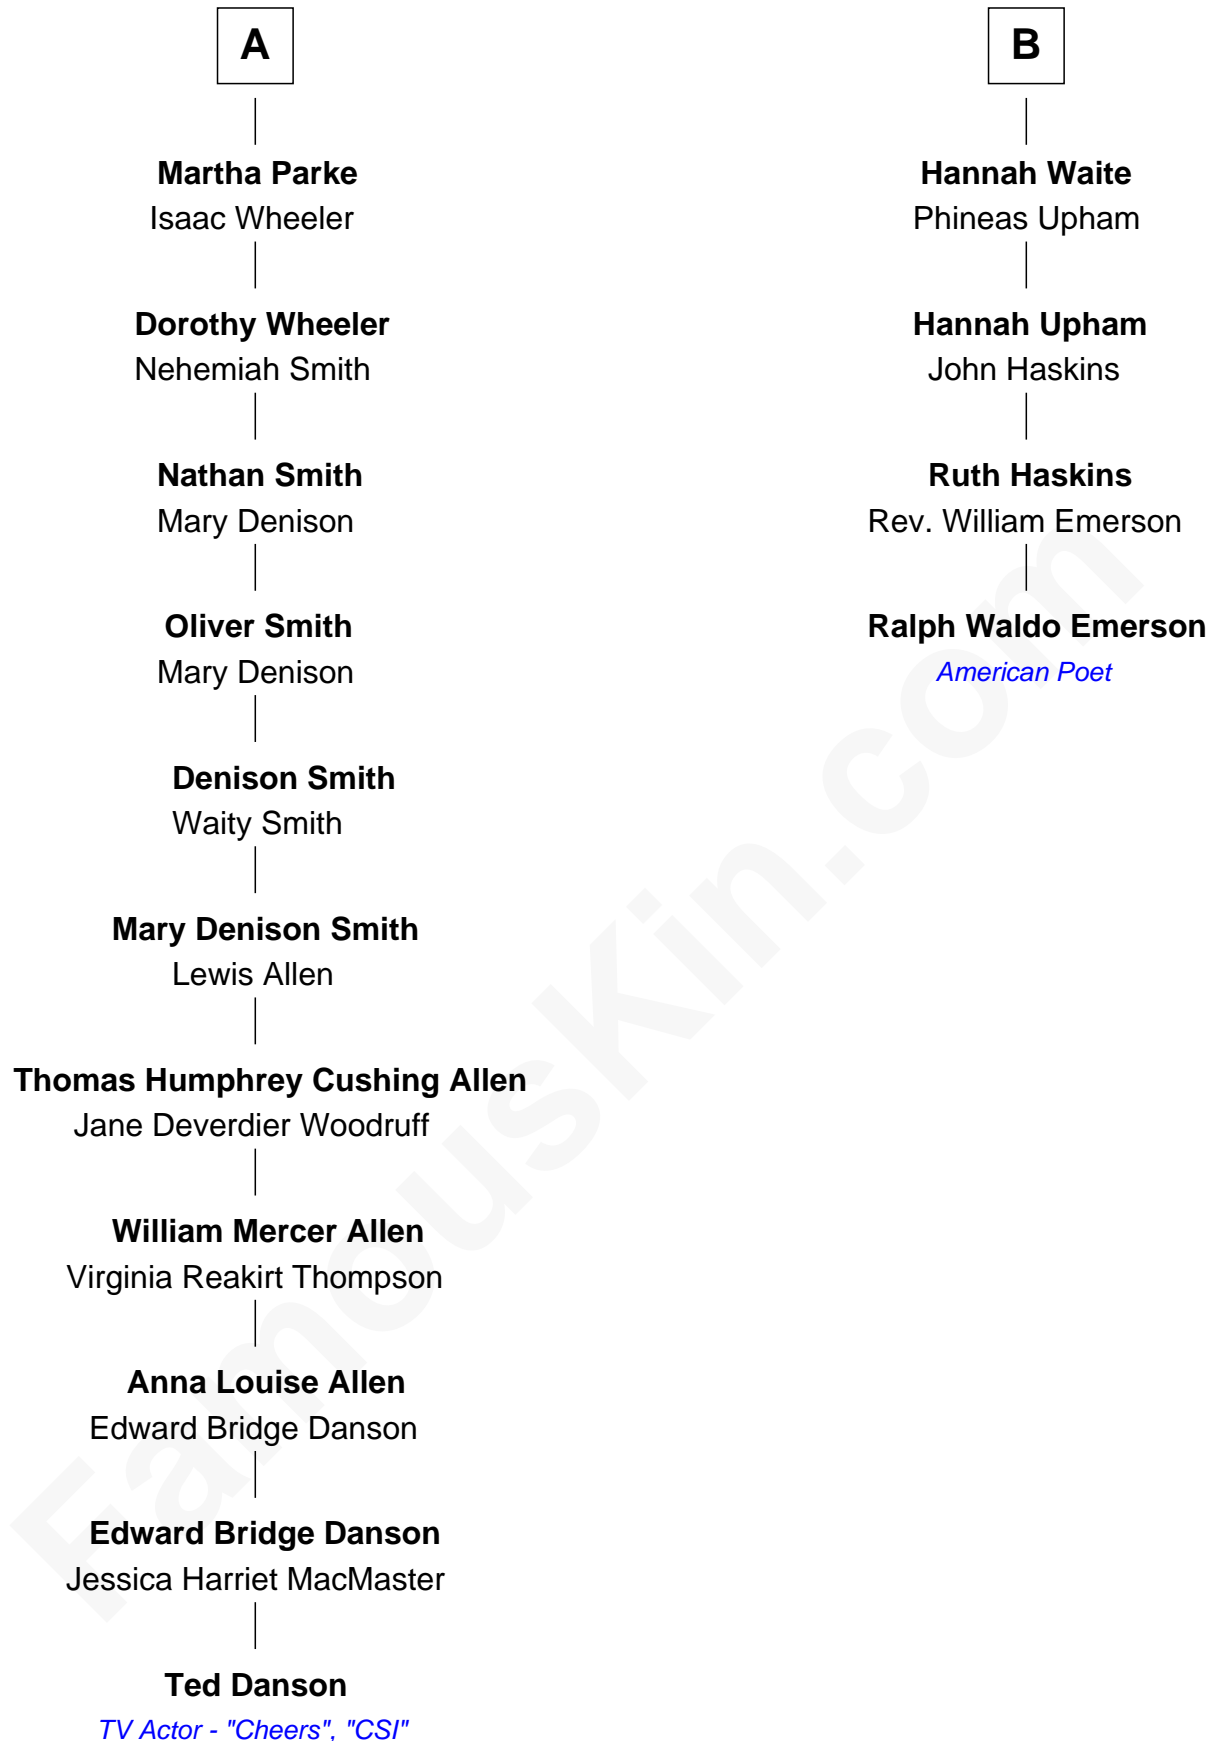 A
Martha Parke
Isaac Wheeler
Dorothy Wheeler
Nehemiah Smith
Nathan Smith
Mary Denison
Oliver Smith
Mary Denison
Denison Smith
Waity Smith
Mary Denison Smith
Lewis Allen
Thomas Humphrey Cushing Allen
Jane Deverdier Woodruff
William Mercer Allen
Virginia Reakirt Thompson
Anna Louise Allen
Edward Bridge Danson
Edward Bridge Danson
Jessica Harriet MacMaster
Ted Danson
TV Actor - "Cheers", "CSI"
B
Hannah Waite
Phineas Upham
Hannah Upham
John Haskins
Ruth Haskins
Rev. William Emerson
Ralph Waldo Emerson
American Poet
FamousKin.com